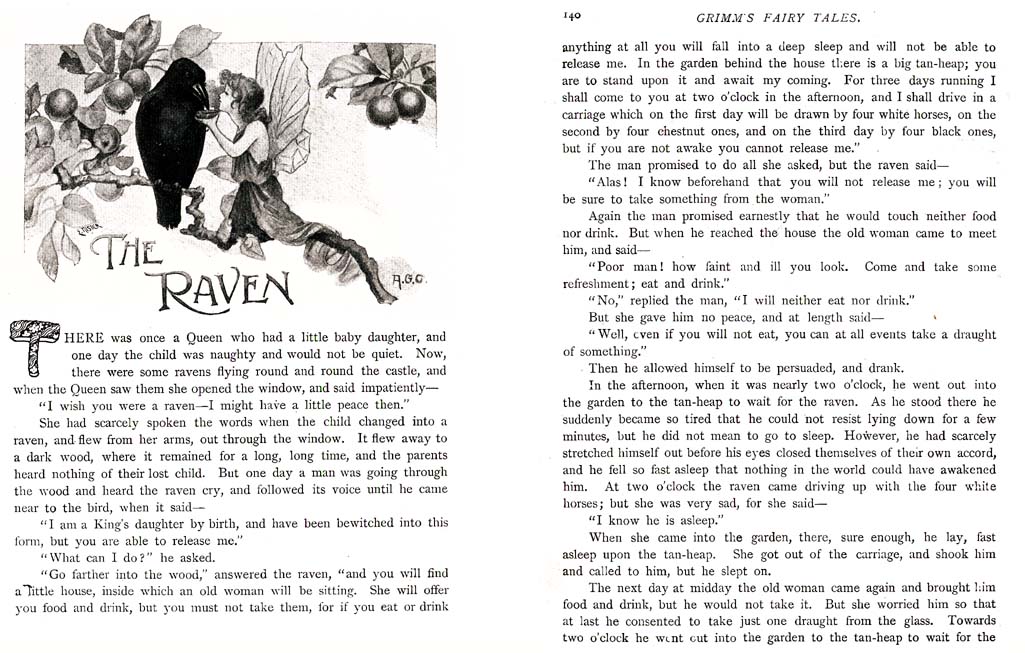 THE
RAVEN
A.G.C.
THERE was once a Queen who had a little baby daughter, and
one day the child was naughty and would not be quiet. Now,
there were some ravens flying round and round the castle, and
when the Queen saw them she opened the window, and said impatiently—
"I wish you were a raven—I might have a little peace then."
She had scarcely spoken the words when the child changed into a
raven, and flew from her arms, out through the window. It flew away to
a dark wood, where it remained for a long, long time, and the parents
heard nothing of their lost child. But one day a man was going through
the wood and heard the raven cry, and followed its voice until he came
near to the bird, when it said—
"I am a King's daughter by birth, and have been bewitched into this
form, but you are able to release me."
"What can I do?" he asked.
"Go farther into the wood," answered the raven, "and you will find
a little house, inside which an old woman will be sitting. She will offer
you food and drink, but you must not take them, for if you eat or drink
140
GRIMM'S FAIRY TALES.
anything at all you will fall into a deep sleep and will not be able to
release me. In the garden behind the house there is a big tan-heap; you
are to stand upon it and await my coming. For three days running I
shall come to you at two o'clock in the afternoon, and I shall drive in a
carriage which on the first day will be drawn by four white horses, on the
second by four chestnut ones, and on the third day by four black ones,
but if you are not awake you cannot release me."
The man promised to do all she asked, but the raven said—
"Alas! I know beforehand that you will not release me; you will
be sure to take something from the woman."
Again the man promised earnestly that he would touch neither food
nor drink. But when he reached the house the old woman came to meet
him, and said—
"Poor man! how faint and ill you look. Come and take some
refreshment; eat and drink."
"No," replied the man, "I will neither eat nor drink."
But she gave him no peace, and at length said—
"Well, even if you will not eat, you can at all events take a draught
of something."
Then he allowed himself to be persuaded, and drank.
In the afternoon, when it was nearly two o'clock, he went out into
the garden to the tan-heap to wait for the raven. As he stood there he
suddenly became so tired that he could not resist lying down for a few
minutes, but he did not mean to go to sleep. However, he had scarcely
stretched himself out before his eyes closed themselves of their own accord,
and he fell so fast asleep that nothing in the world could have awakened
him. At two o'clock the raven came driving up with the four white
horses; but she was very sad, for she said—
"I know he is asleep."
When she came into the garden, there, sure enough, he lay, fast
asleep upon the tan-heap. She got out of the carriage, and shook him
and called to him, but he slept on.
The next day at midday the old woman came again and brought him
food and drink, but he would not take it. But she worried him so that
at last he consented to take just one draught from the glass. Towards
two o'clock he went out into the garden to the tan-heap to wait for the